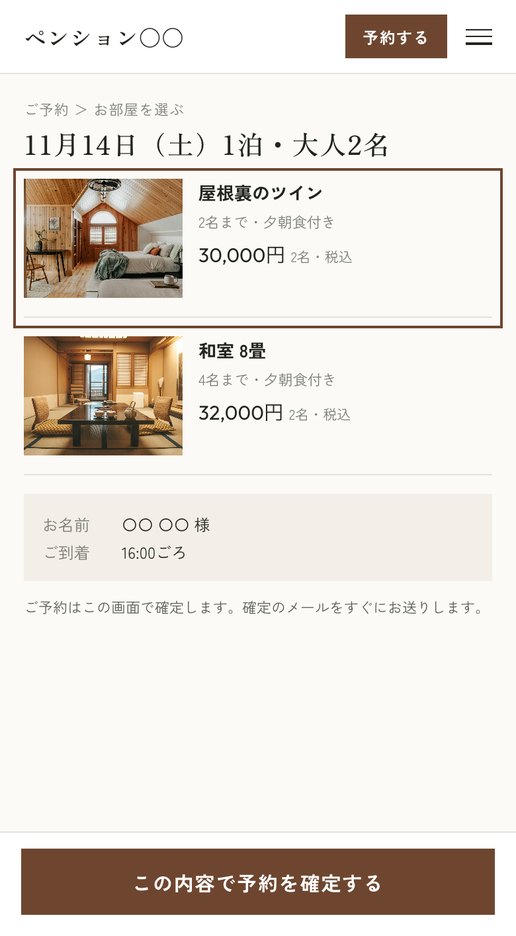 ペンション〇〇
予約する
ご予約 ＞ お部屋を選ぶ
11月14日（土）1泊・大人2名
屋根裏のツイン
2名まで・夕朝食付き
30,000円 2名・税込
和室 8畳
4名まで・夕朝食付き
32,000円 2名・税込
お名前 〇〇 〇〇 様
ご到着 16:00ごろ
ご予約はこの画面で確定します。確定のメールをすぐにお送りします。
この内容で予約を確定する